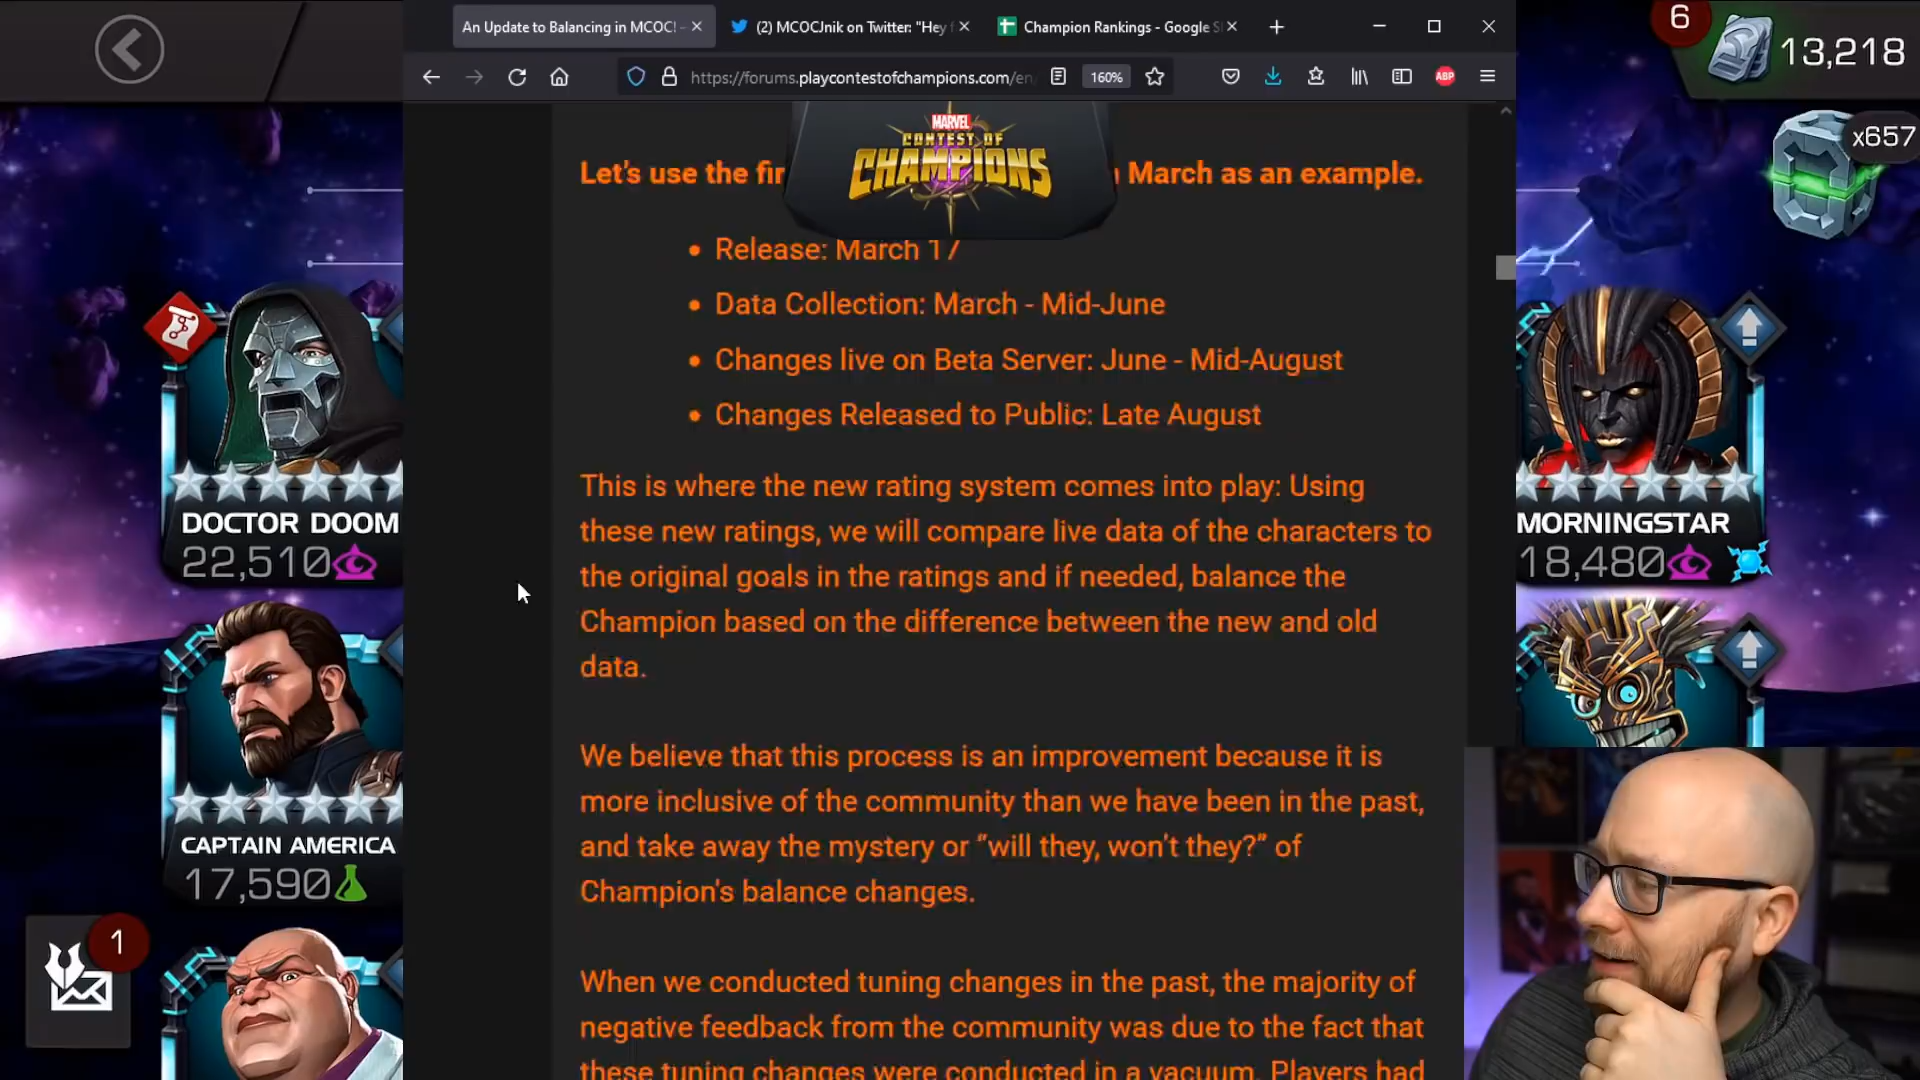 An Update to Balancing in MCOC! -
(2) MCOCJnik on Twitter: "Hey
Champion Rankings - Google
https://forums.playcontestofchampions.com/en
160%
ABP
6
13,218
x657
MARVEL
CONTEST OF
CHAMPIONS
Let's use the March as an example.
• Release: March 17
• Data Collection: March - Mid-June
• Changes live on Beta Server: June - Mid-August
• Changes Released to Public: Late August
This is where the new rating system comes into play: Using
these new ratings, we will compare live data of the characters to
the original goals in the ratings and if needed, balance the
Champion based on the difference between the new and old
data.
We believe that this process is an improvement because it is
more inclusive of the community than we have been in the past,
and take away the mystery or “will they, won't they?” of
Champion's balance changes.
When we conducted tuning changes in the past, the majority of
negative feedback from the community was due to the fact that
these tuning changes were conducted in a vacuum. Players had
DOCTOR DOOM
22,510
CAPTAIN AMERICA
17,590
1
MORNINGSTAR
18,480